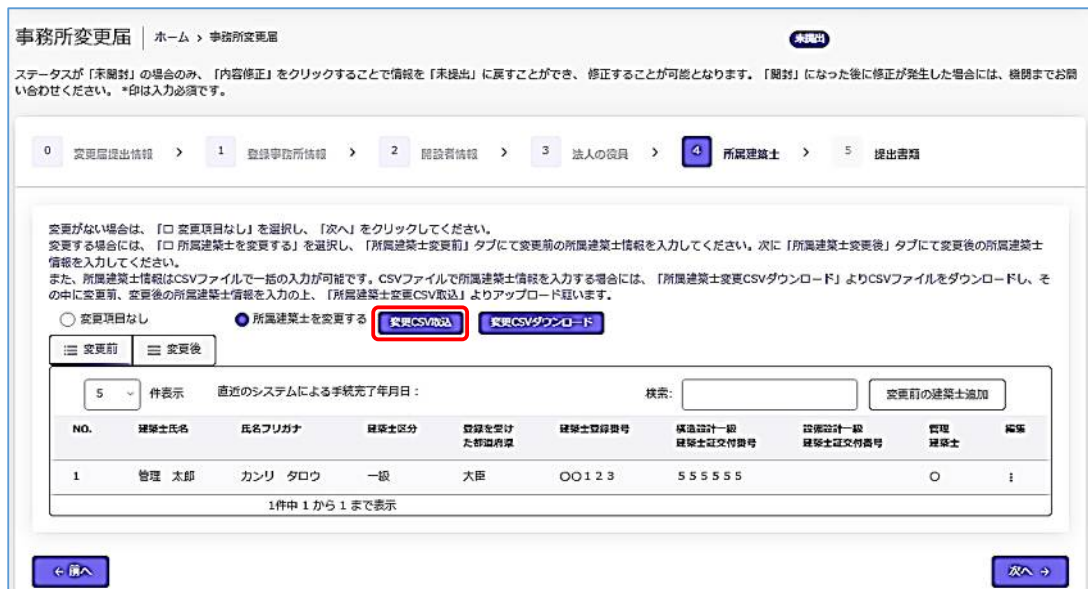 事務所変更届 ホーム > 事務所変更届 未提出
ステータスが「未開封」の場合のみ、「内容修正」をクリックすることで情報を「未提出」に戻すことができ、 修正することが可能となります。「開封」になった後に修正が発生した場合には、機関までお問
い合わせください。 *印は入力必須です。
0 変更届提出情報 > 1 登録事務所情報 > 2 開設者情報 > 3 法人の役員 > 4 所属建築士 > 5 提出書類
変更がない場合は、「□ 変更項目なし」を選択し、「次へ」をクリックしてください。
変更する場合には、「□ 所属建築士を変更する」を選択し、「所属建築士変更前」タブにて変更前の所属建築士情報を入力してください。次に「所属建築士変更後」タブにて変更後の所属建築士
情報を入力してください。
また、所属建築士情報はCSVファイルで一括の入力が可能です。CSVファイルで所属建築士情報を入力する場合には、「所属建築士変更CSVダウンロード」よりCSVファイルをダウンロードし、そ
の中に変更前、変更後の所属建築士情報を入力の上、「所属建築士変更CSV取込」よりアップロード願います。
変更項目なし 所属建築士を変更する 変更CSV取込 変更CSVダウンロード
変更前 変更後
5 件表示 直近のシステムによる手続完了年月日： 検索: 変更前の建築士追加
NO. 建築士氏名 氏名フリガナ 建築士区分 登録を受け 建築士登録番号 構造設計一級 設備設計一級 管理 編集
た都道府県 建築士証交付番号 建築士証交付番号 建築士
1 管理 太郎 カンリ タロウ 一級 大臣 ○○123 555555 ○ ⋮
1件中 1 から 1 まで表示
← 前へ 次へ →